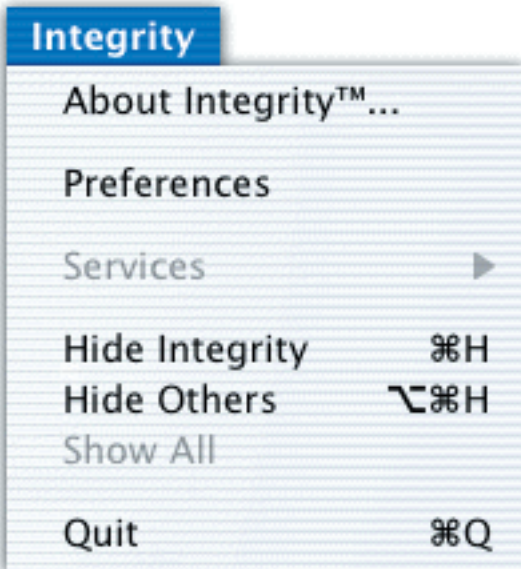 Integrity
About Integrity™...
Preferences
Services
Hide Integrity ⌘H
Hide Others ⌥⌘H
Show All
Quit ⌘Q